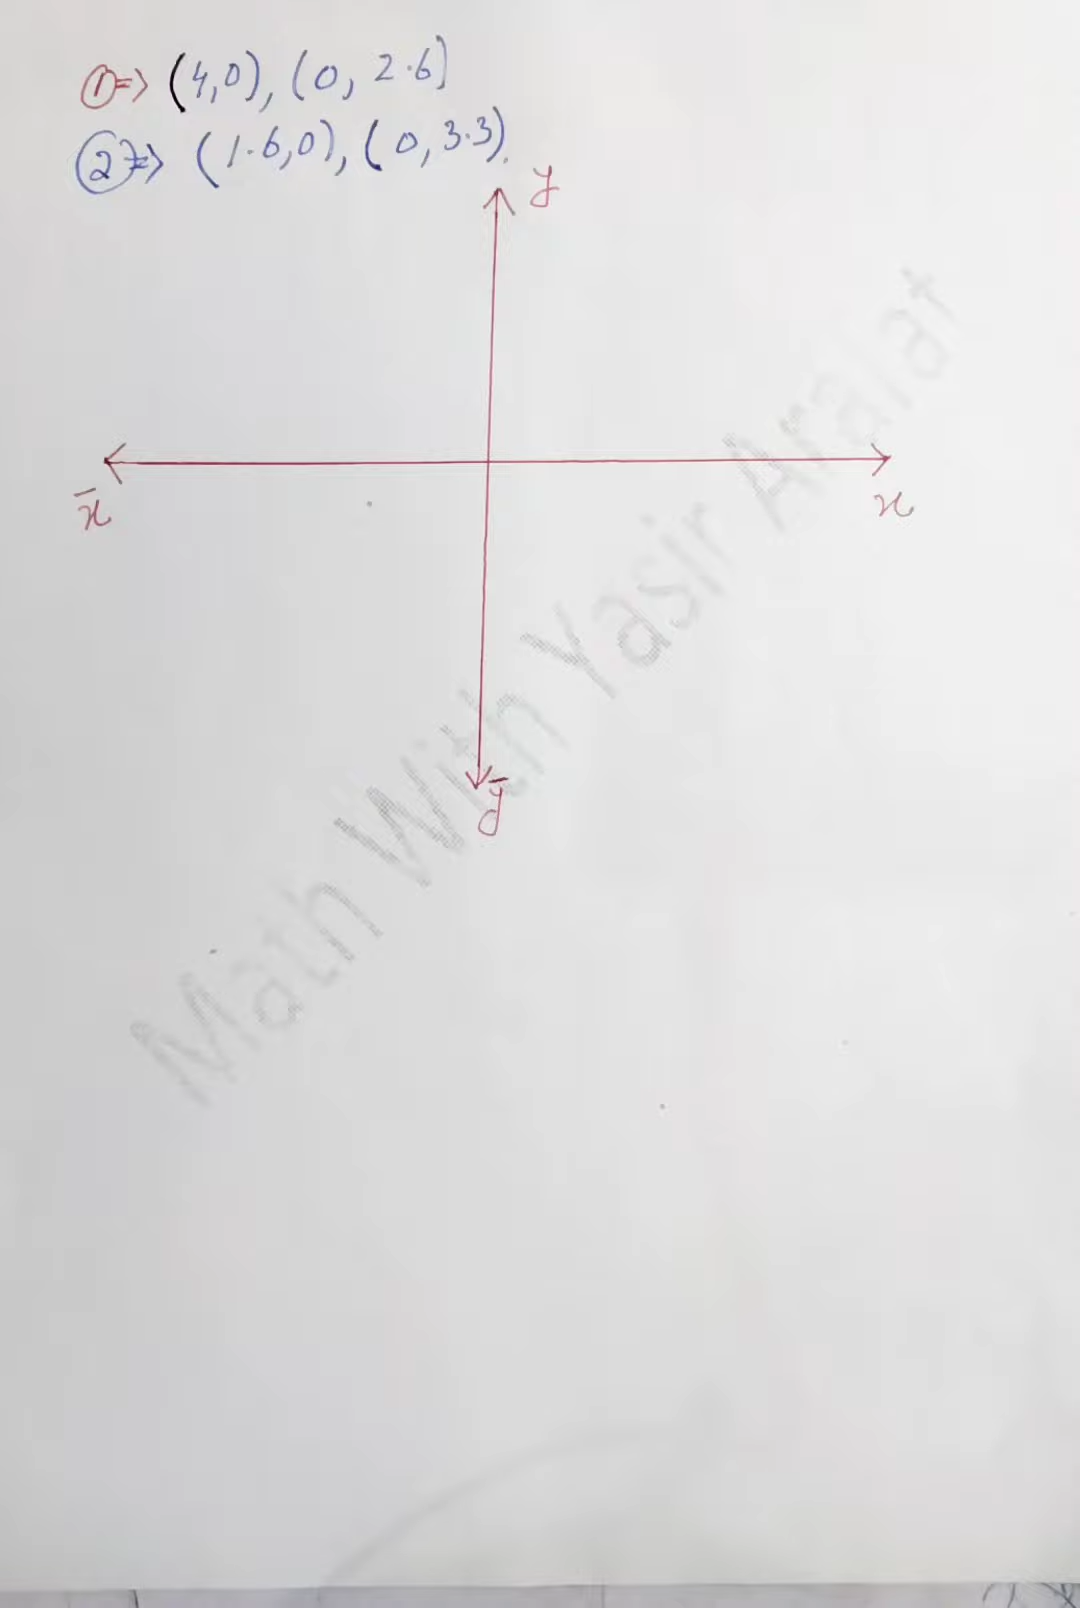 ①=> (4,0), (0, 2.6)
②=> (1.6,0), (0, 3.3).
y
x̄ x
ȳ
Math With Yasir Arafat